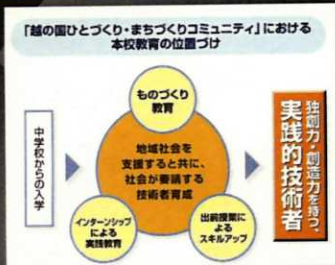 「越の国ひとづくり・まちづくりコミュニティ」における
本校教育の位置づけ
ものづくり
教育
中学校からの入学
地域社会を
支援すると共に、
社会が要請する
技術者育成
独創力・創造力を持つ、
実践的技術者
インターンシップ
による
実践教育
出前授業に
よる
スキルアップ